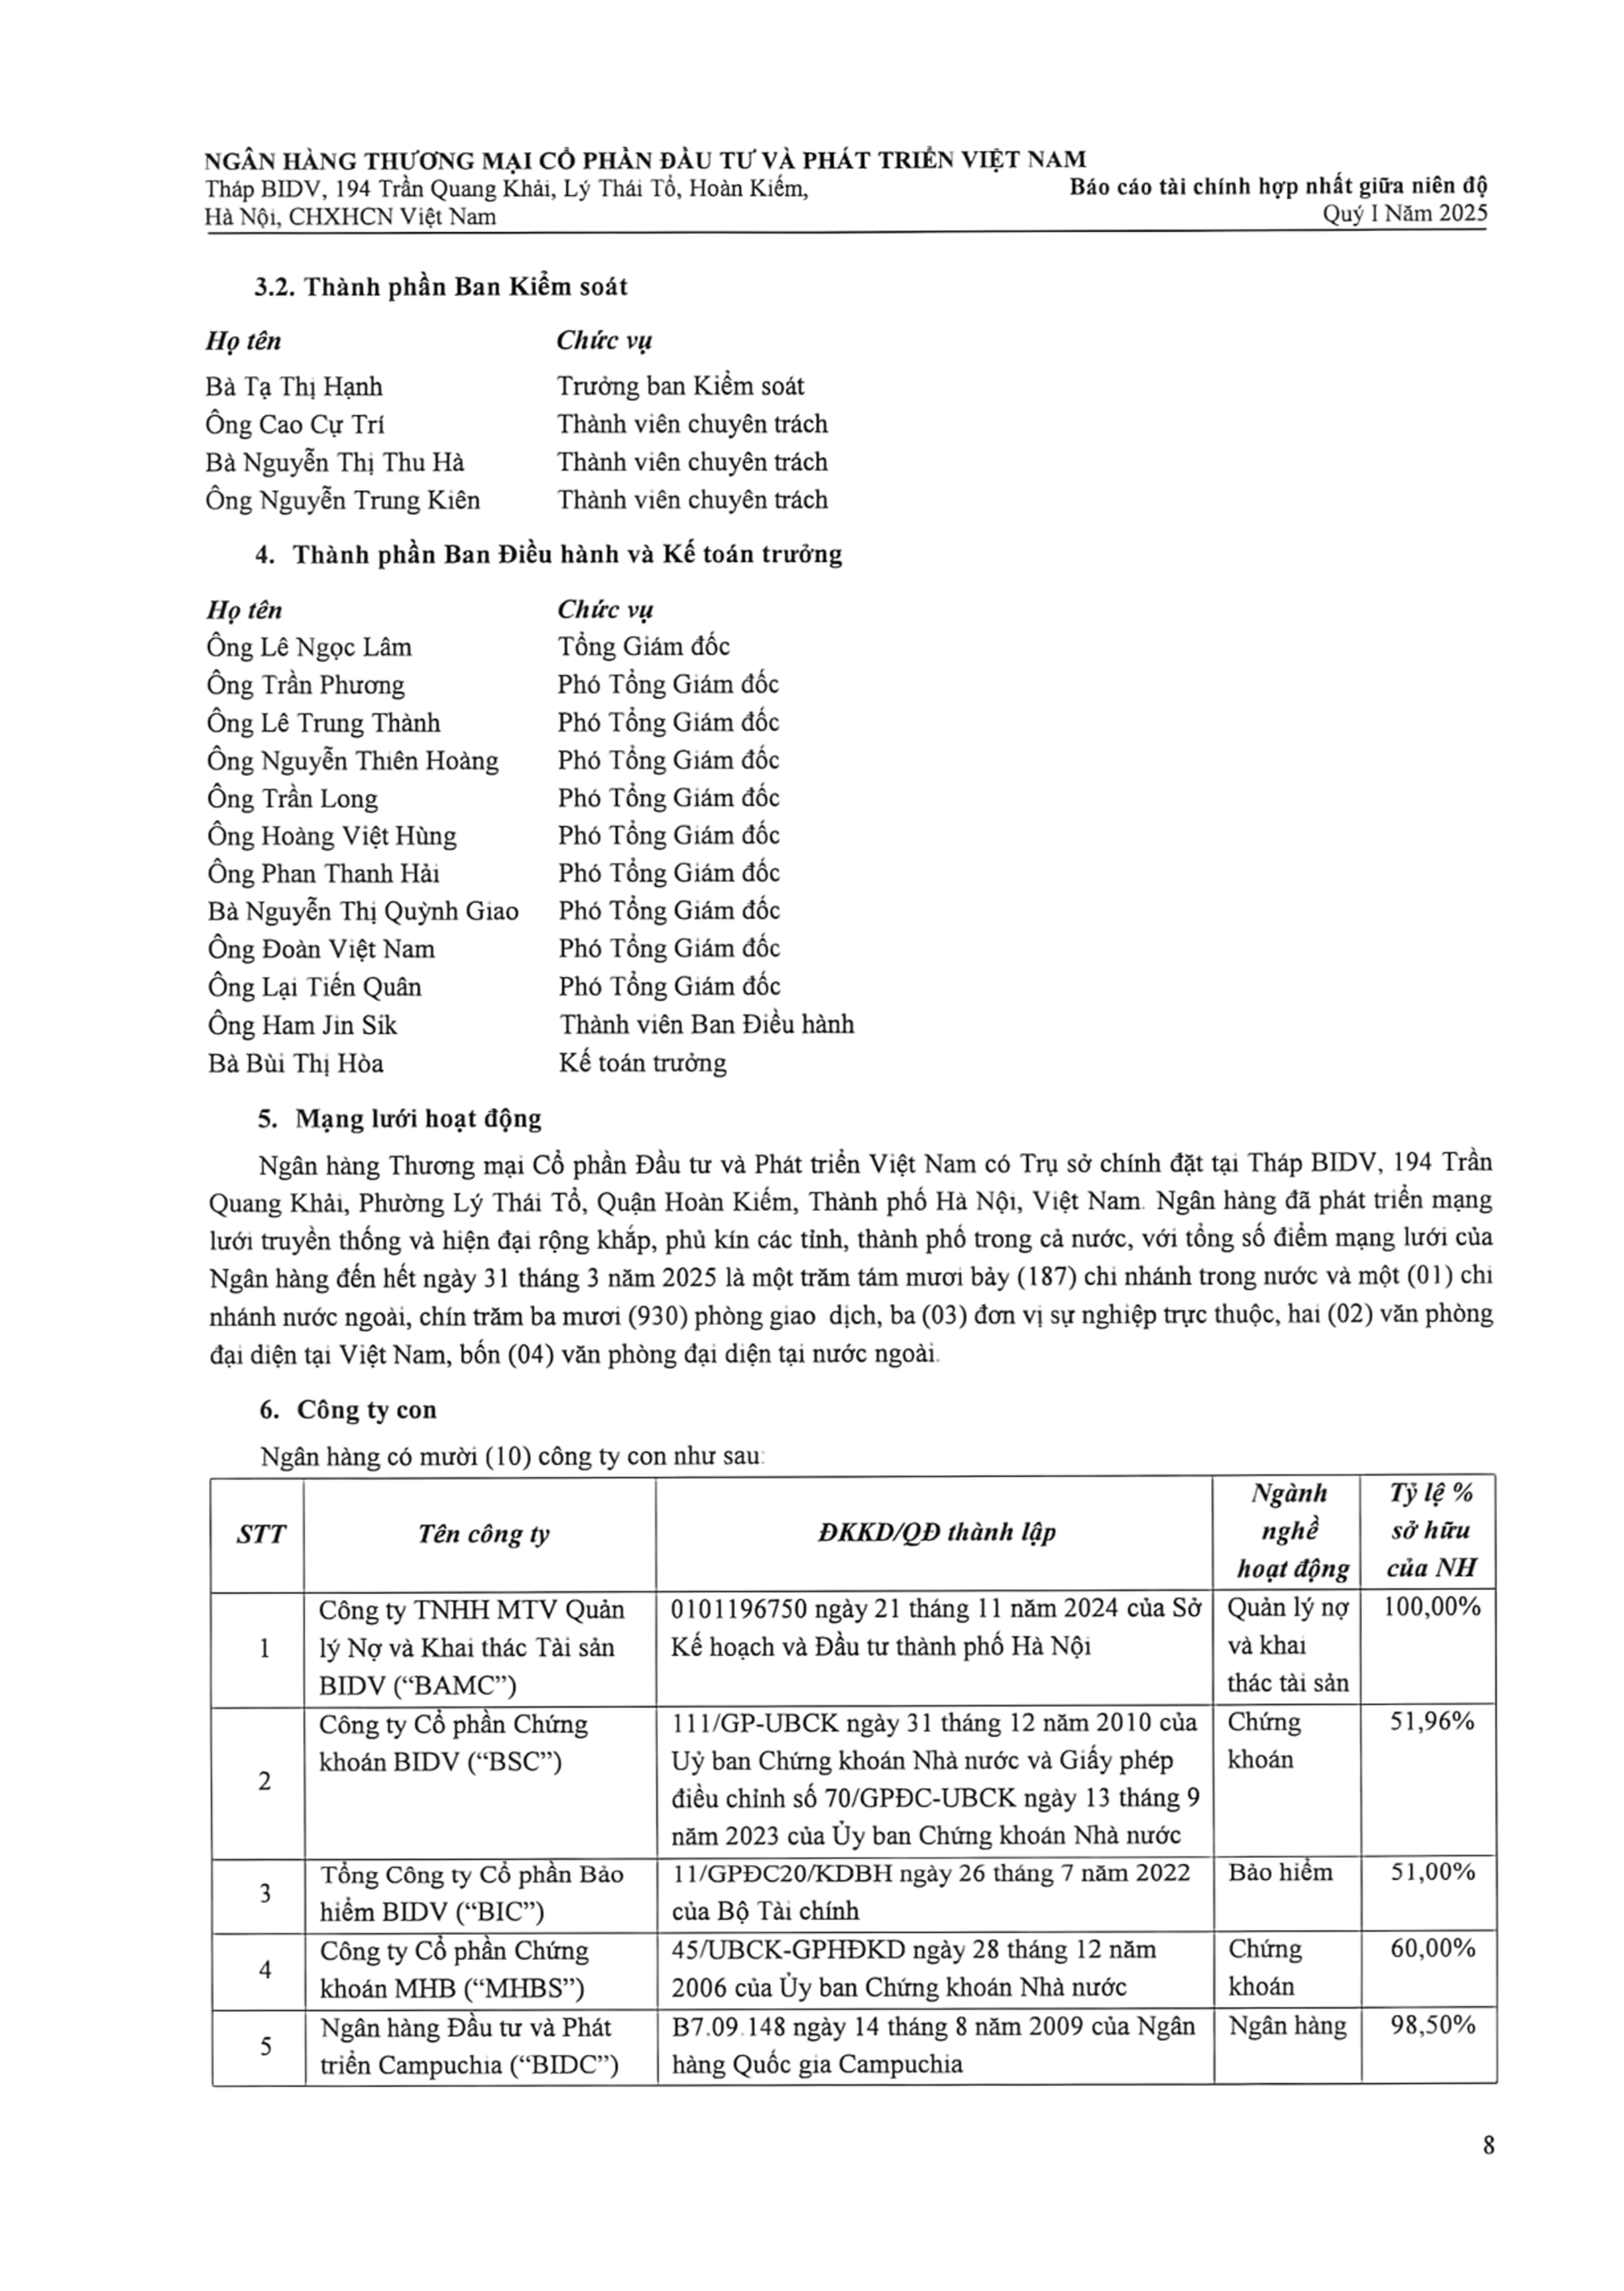 NGÂN HÀNG THƯƠNG MẠI CỔ PHẦN ĐẦU TƯ VÀ PHÁT TRIỂN VIỆT NAM
Tháp BIDV, 194 Trần Quang Khải, Lý Thái Tổ, Hoàn Kiếm,
Báo cáo tài chính hợp nhất giữa niên độ
Hà Nội, CHXHCN Việt Nam
Quý I Năm 2025
3.2. Thành phần Ban Kiểm soát
Họ tên Chức vụ
Bà Tạ Thị Hạnh Trưởng ban Kiểm soát
Ông Cao Cự Trí Thành viên chuyên trách
Bà Nguyễn Thị Thu Hà Thành viên chuyên trách
Ông Nguyễn Trung Kiên Thành viên chuyên trách
4. Thành phần Ban Điều hành và Kế toán trưởng
Họ tên Chức vụ
Ông Lê Ngọc Lâm Tổng Giám đốc
Ông Trần Phương Phó Tổng Giám đốc
Ông Lê Trung Thành Phó Tổng Giám đốc
Ông Nguyễn Thiên Hoàng Phó Tổng Giám đốc
Ông Trần Long Phó Tổng Giám đốc
Ông Hoàng Việt Hùng Phó Tổng Giám đốc
Ông Phan Thanh Hải Phó Tổng Giám đốc
Bà Nguyễn Thị Quỳnh Giao Phó Tổng Giám đốc
Ông Đoàn Việt Nam Phó Tổng Giám đốc
Ông Lại Tiến Quân Phó Tổng Giám đốc
Ông Ham Jin Sik Thành viên Ban Điều hành
Bà Bùi Thị Hòa Kế toán trưởng
5. Mạng lưới hoạt động
Ngân hàng Thương mại Cổ phần Đầu tư và Phát triển Việt Nam có Trụ sở chính đặt tại Tháp BIDV, 194 Trần
Quang Khải, Phường Lý Thái Tổ, Quận Hoàn Kiếm, Thành phố Hà Nội, Việt Nam. Ngân hàng đã phát triển mạng
lưới truyền thống và hiện đại rộng khắp, phủ kín các tỉnh, thành phố trong cả nước, với tổng số điểm mạng lưới của
Ngân hàng đến hết ngày 31 tháng 3 năm 2025 là một trăm tám mươi bảy (187) chi nhánh trong nước và một (01) chi
nhánh nước ngoài, chín trăm ba mươi (930) phòng giao dịch, ba (03) đơn vị sự nghiệp trực thuộc, hai (02) văn phòng
đại diện tại Việt Nam, bốn (04) văn phòng đại diện tại nước ngoài.
6. Công ty con
Ngân hàng có mười (10) công ty con như sau:
STT
Tên công ty
ĐKKD/QĐ thành lập
Ngành
nghề
hoạt động
Tỷ lệ %
sở hữu
của NH
1
Công ty TNHH MTV Quản
lý Nợ và Khai thác Tài sản
BIDV (“BAMC”)
0101196750 ngày 21 tháng 11 năm 2024 của Sở
Kế hoạch và Đầu tư thành phố Hà Nội
Quản lý nợ
và khai
thác tài sản
100,00%
2
Công ty Cổ phần Chứng
khoán BIDV (“BSC”)
111/GP-UBCK ngày 31 tháng 12 năm 2010 của
Uỷ ban Chứng khoán Nhà nước và Giấy phép
điều chỉnh số 70/GPĐC-UBCK ngày 13 tháng 9
năm 2023 của Ủy ban Chứng khoán Nhà nước
Chứng
khoán
51,96%
3
Tổng Công ty Cổ phần Bảo
hiểm BIDV (“BIC”)
11/GPĐC20/KDBH ngày 26 tháng 7 năm 2022
của Bộ Tài chính
Bảo hiểm
51,00%
4
Công ty Cổ phần Chứng
khoán MHB (“MHBS”)
45/UBCK-GPHĐKD ngày 28 tháng 12 năm
2006 của Ủy ban Chứng khoán Nhà nước
Chứng
khoán
60,00%
5
Ngân hàng Đầu tư và Phát
triển Campuchia (“BIDC”)
B7.09.148 ngày 14 tháng 8 năm 2009 của Ngân
hàng Quốc gia Campuchia
Ngân hàng
98,50%
8